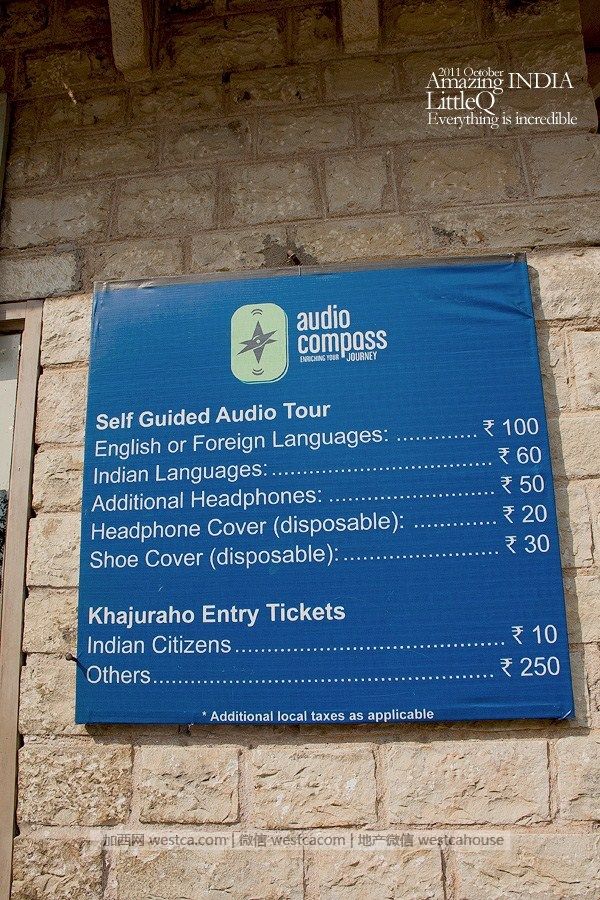 2011 October
Amazing INDIA
LittleQ
Everything is incredible
audio
compass
ENRICHING YOUR JOURNEY
Self Guided Audio Tour
English or Foreign Languages: ............. ₹ 100
Indian Languages:................................... ₹ 60
Additional Headphones: ......................... ₹ 50
Headphone Cover (disposable): ............. ₹ 20
Shoe Cover (disposable):........................ ₹ 30
Khajuraho Entry Tickets
Indian Citizens.......................................... ₹ 10
Others..................................................... ₹ 250
* Additional local taxes as applicable
加西网 westca.com | 微信 westcacom | 地产微信 westcahouse